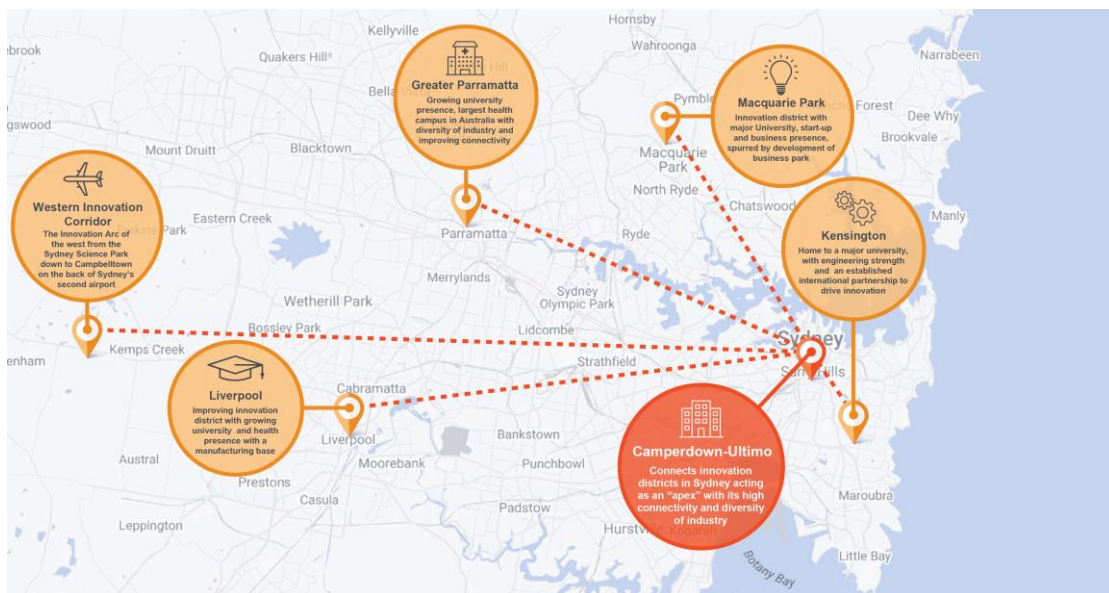 Hornsby
Kellyville
Wahroonga
Quakers Hill
Narrabeen
Greater Parramatta
Growing university
presence, largest health
campus in Australia with
diversity of industry and
improving connectivity
Macquarie Park
Innovation district with
major University, start-up
and business presence,
spurred by development of
business park
Dee Why
Brookvale
Mount Druitt
Blacktown
Macquarie
Park
North Ryde
Chatswood
Western Innovation
Corridor
The Innovation Arc of
the west from the
Sydney Science Park
down to Campbelltown
on the back of Sydney's
second airport
Eastern Creek
Parramatta
Ryde
Manly
Kensington
Home to a major university,
with engineering strength
and an established
international partnership to
drive innovation
Merrylands
Sydney
Olympic Park
Wetherill Park
Bossley Park
Lidcombe
Sydney
Kemps Creek
Strathfield
Cabramatta
Liverpool
Improving innovation
district with growing
university and health
presence with a
manufacturing base
Liverpool
Bankstown
Camperdown-Ultimo
Connects innovation
districts in Sydney acting
as an “apex” with its high
connectivity and diversity
of industry
Austral
Moorebank
Punchbowl
Prestons
Casula
Maroubra
Padstow
Leppington
Hurstville
Little Bay
Botany Bay